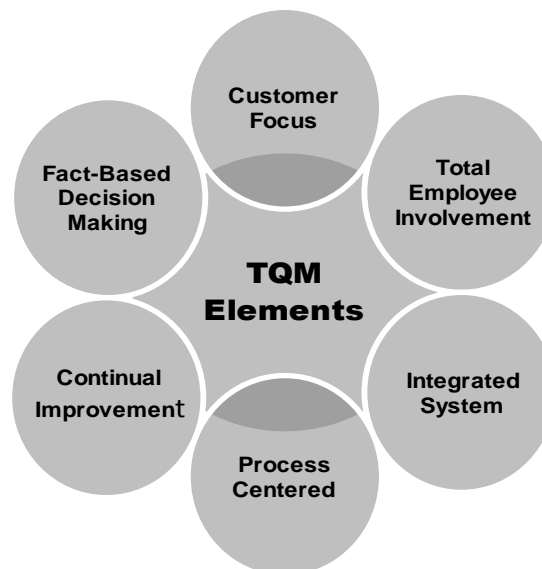 Customer
Focus
Total
Employee
Involvement
Integrated
System
Process
Centered
Continual
Improvement
Fact-Based
Decision
Making
TQM
Elements